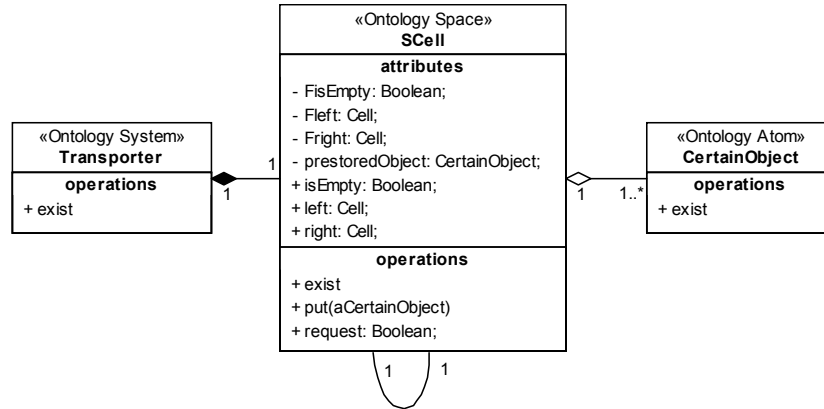 «Ontology Space»
SCell
attributes
- FisEmpty: Boolean;
- Fleft: Cell;
- Fright: Cell;
- prestoredObject: CertainObject;
+ isEmpty: Boolean;
+ left: Cell;
+ right: Cell;
operations
+ exist
+ put(aCertainObject)
+ request: Boolean;
«Ontology System»
Transporter
operations
+ exist
1
1
«Ontology Atom»
CertainObject
operations
+ exist
1
1..*
1
1